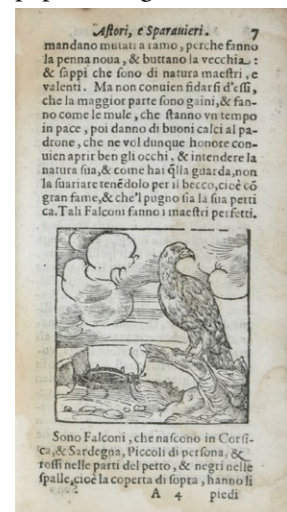 Astori, e Sparauieri. 7
mandano mutati a ramo, perche fanno
la penna noua, & buttano la vecchia:
& sappi che sono di natura maestri, e
valenti. Ma non conuien fidarsi d'essi,
che la maggior parte sono gaini, & fan-
no come le mule, che stanno vn tempo
in pace, poi danno di buoni calci al pa-
drone, che ne vol dunque honore con-
uien aprir ben gli occhi, & intendere la
natura sua, & come hai q̃lla guarda, non
la suariare tenẽdolo per il becco, cioè cõ
gran fame, & che'l pugno sia la sua perti
ca. Tali Falconi fanno i maestri perfetti.
Sono Falconi, che nascono in Corsi-
ca, & Sardegna, Piccoli di persona, &
rossi nelle parti del petto, & negri nelle
spalle, cioè la coperta di sopra, hanno li
A 4 piedi